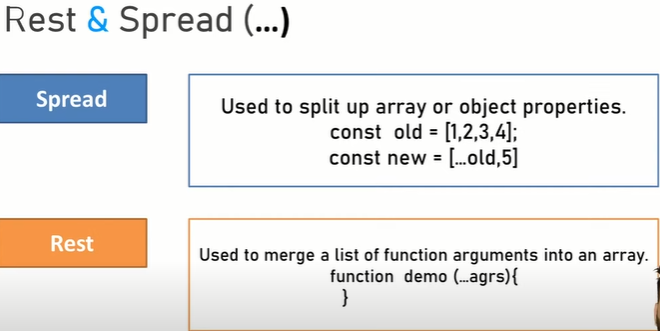 Rest & Spread (...)
Spread
Used to split up array or object properties.
const old = [1,2,3,4];
const new = [...old,5]
Rest
Used to merge a list of function arguments into an array.
function demo (...agrs){
}